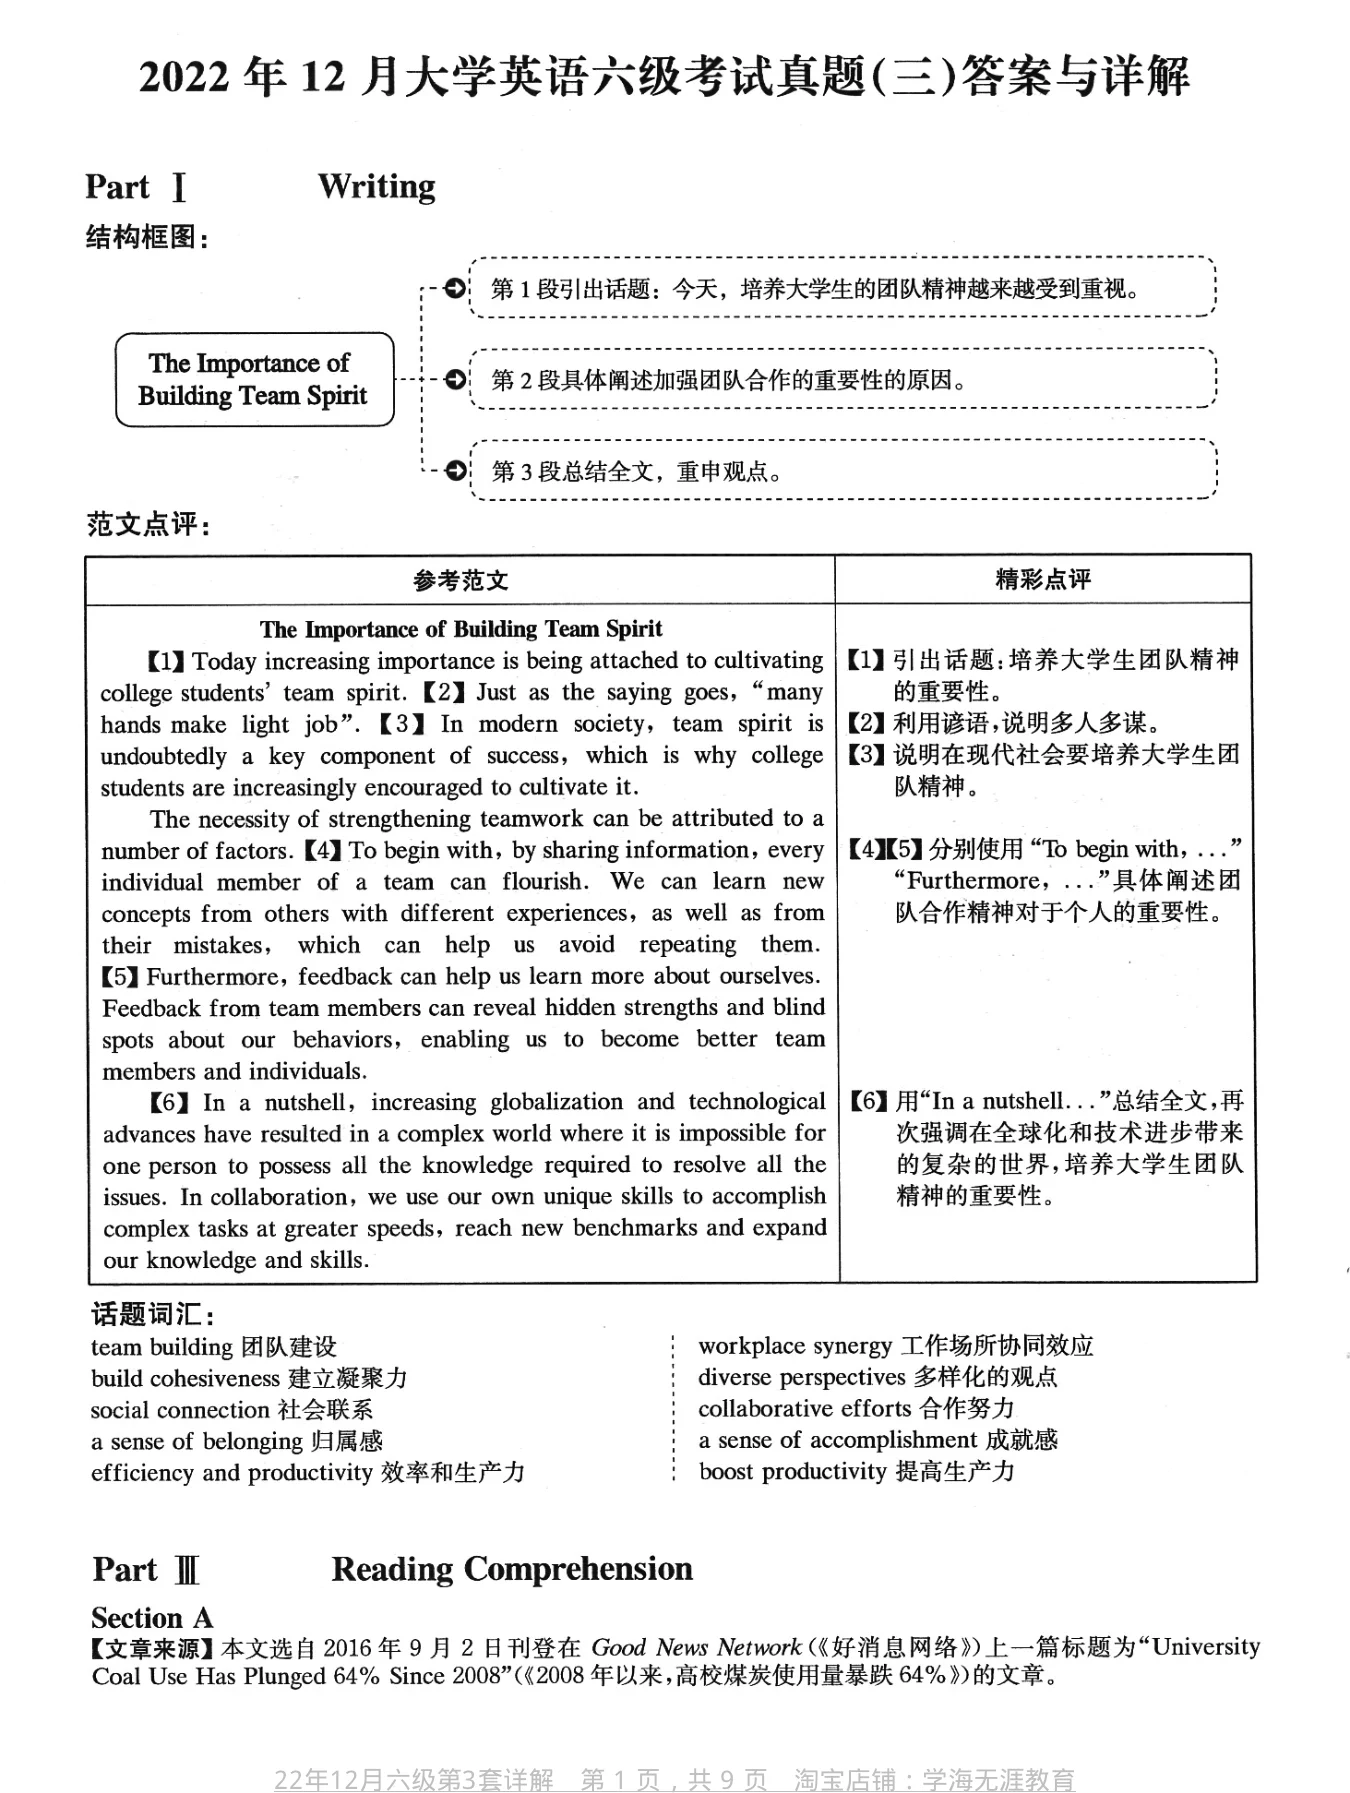 2022 年 12 月大学英语六级考试真题(三)答案与详解
Part Ⅰ Writing
结构框图：
The Importance of
Building Team Spirit
第 1 段引出话题：今天，培养大学生的团队精神越来越受到重视。
第 2 段具体阐述加强团队合作的重要性的原因。
第 3 段总结全文，重申观点。
范文点评：
参考范文
The Importance of Building Team Spirit
【1】Today increasing importance is being attached to cultivating
college students’ team spirit. 【2】 Just as the saying goes, “many
hands make light job”. 【3】 In modern society, team spirit is
undoubtedly a key component of success, which is why college
students are increasingly encouraged to cultivate it.
The necessity of strengthening teamwork can be attributed to a
number of factors. 【4】 To begin with, by sharing information, every
individual member of a team can flourish. We can learn new
concepts from others with different experiences, as well as from
their mistakes, which can help us avoid repeating them.
【5】Furthermore, feedback can help us learn more about ourselves.
Feedback from team members can reveal hidden strengths and blind
spots about our behaviors, enabling us to become better team
members and individuals.
【6】 In a nutshell, increasing globalization and technological
advances have resulted in a complex world where it is impossible for
one person to possess all the knowledge required to resolve all the
issues. In collaboration, we use our own unique skills to accomplish
complex tasks at greater speeds, reach new benchmarks and expand
our knowledge and skills.
精彩点评
【1】引出话题：培养大学生团队精神
的重要性。
【2】利用谚语，说明多人多谋。
【3】说明在现代社会要培养大学生团
队精神。
【4】【5】分别使用 “To begin with, ...”
“Furthermore, ...”具体阐述团
队合作精神对于个人的重要性。
【6】用“In a nutshell...”总结全文，再
次强调在全球化和技术进步带来
的复杂的世界，培养大学生团队
精神的重要性。
话题词汇：
team building 团队建设
build cohesiveness 建立凝聚力
social connection 社会联系
a sense of belonging 归属感
efficiency and productivity 效率和生产力
workplace synergy 工作场所协同效应
diverse perspectives 多样化的观点
collaborative efforts 合作努力
a sense of accomplishment 成就感
boost productivity 提高生产力
Part Ⅲ Reading Comprehension
Section A
【文章来源】本文选自 2016 年 9 月 2 日刊登在 Good News Network (《好消息网络》)上一篇标题为“University
Coal Use Has Plunged 64% Since 2008”(《2008 年以来，高校煤炭使用量暴跌 64%》)的文章。
22年12月六级第3套详解 第 1 页，共 9 页 淘宝店铺：学海无涯教育